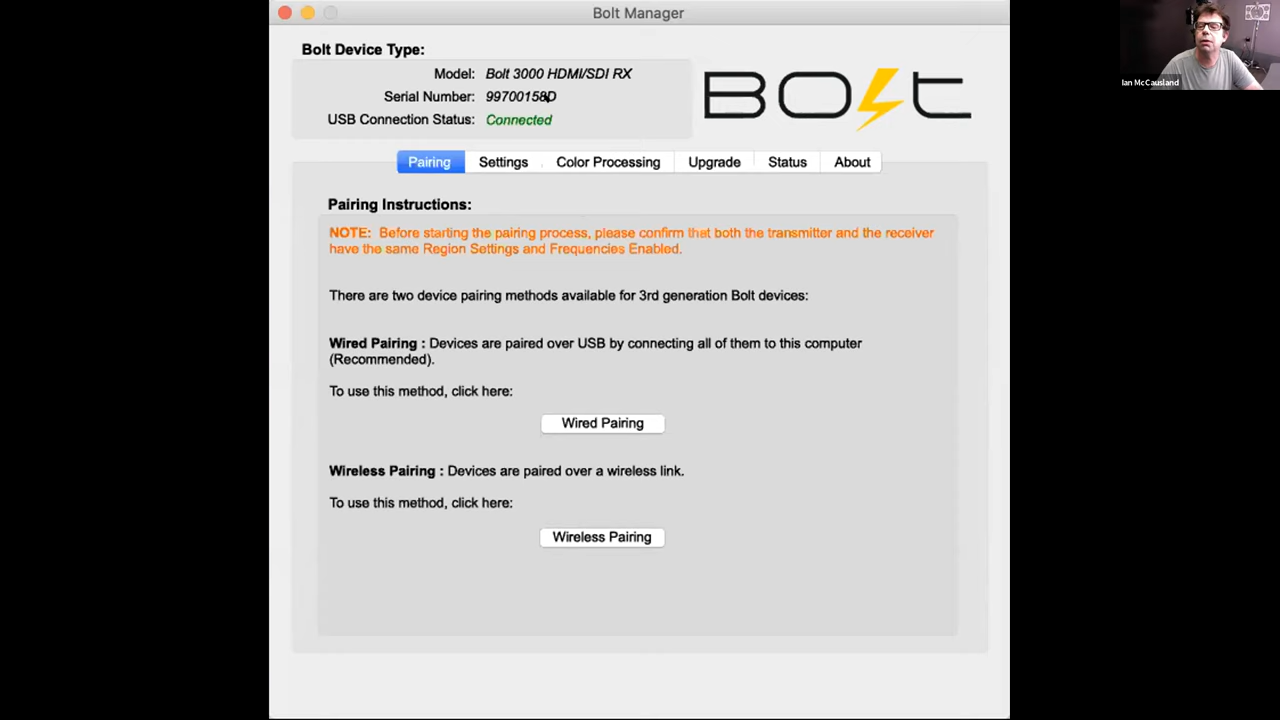 Bolt Manager
Bolt Device Type:
Model: Bolt 3000 HDMI/SDI RX
Serial Number: 99700158D
USB Connection Status: Connected
BOLT
Pairing Settings Color Processing Upgrade Status About
Pairing Instructions:
NOTE: Before starting the pairing process, please confirm that both the transmitter and the receiver
have the same Region Settings and Frequencies Enabled.
There are two device pairing methods available for 3rd generation Bolt devices:
Wired Pairing : Devices are paired over USB by connecting all of them to this computer
(Recommended).
To use this method, click here:
Wired Pairing
Wireless Pairing : Devices are paired over a wireless link.
To use this method, click here:
Wireless Pairing
Ian McCausland